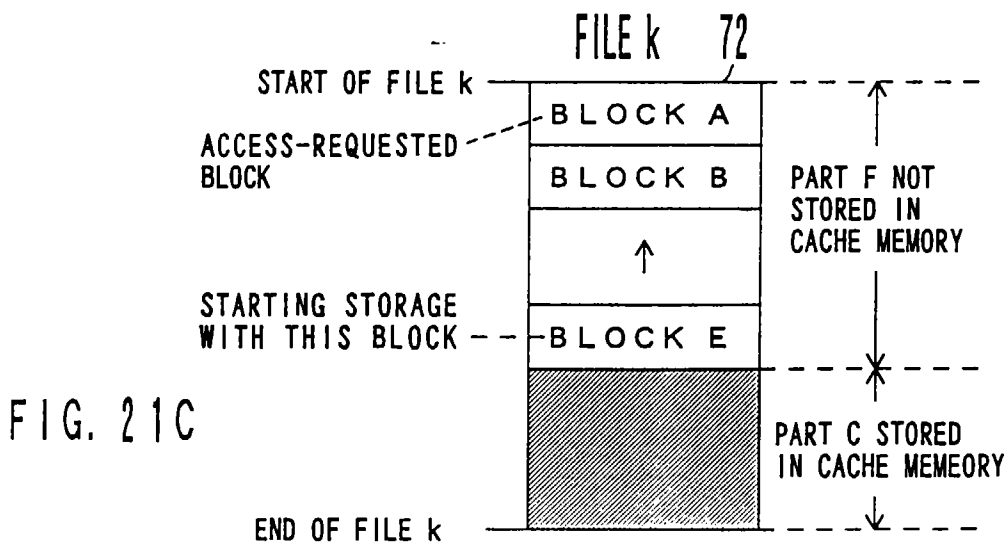 FILE k 72
START OF FILE k
BLOCK A
ACCESS-REQUESTED
BLOCK
BLOCK B
PART F NOT
STORED IN
CACHE MEMORY
STARTING STORAGE
WITH THIS BLOCK
BLOCK E
FIG. 21C
PART C STORED
IN CACHE MEMEORY
END OF FILE k